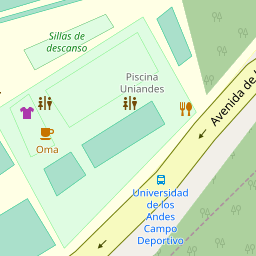 Sillas de
descanso
Piscina
Uniandes
Avenida de
Oma
Universidad
de los
Andes
Campo
Deportivo